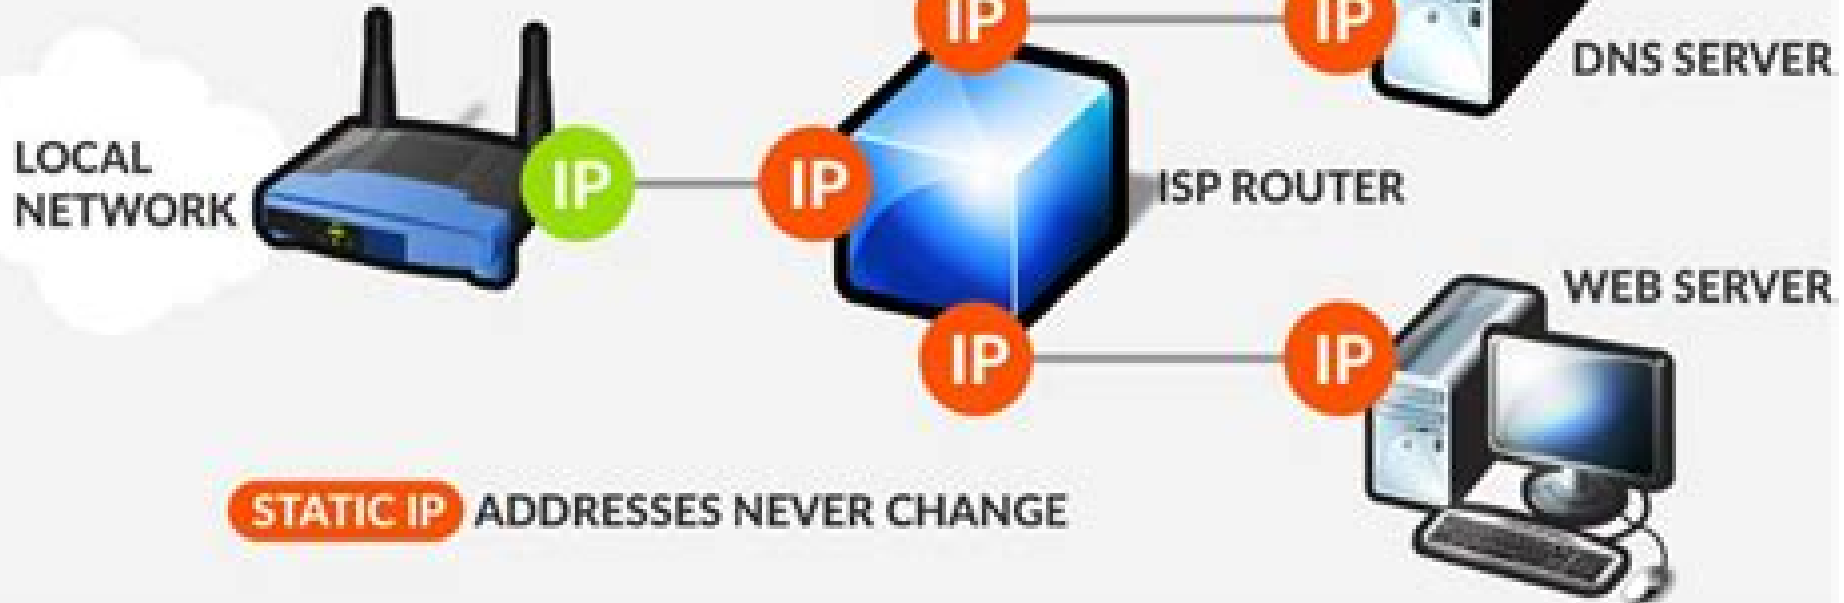 IP IP
DNS SERVER
LOCAL
NETWORK
IP IP
ISP ROUTER
WEB SERVER
IP IP
STATIC IP ADDRESSES NEVER CHANGE